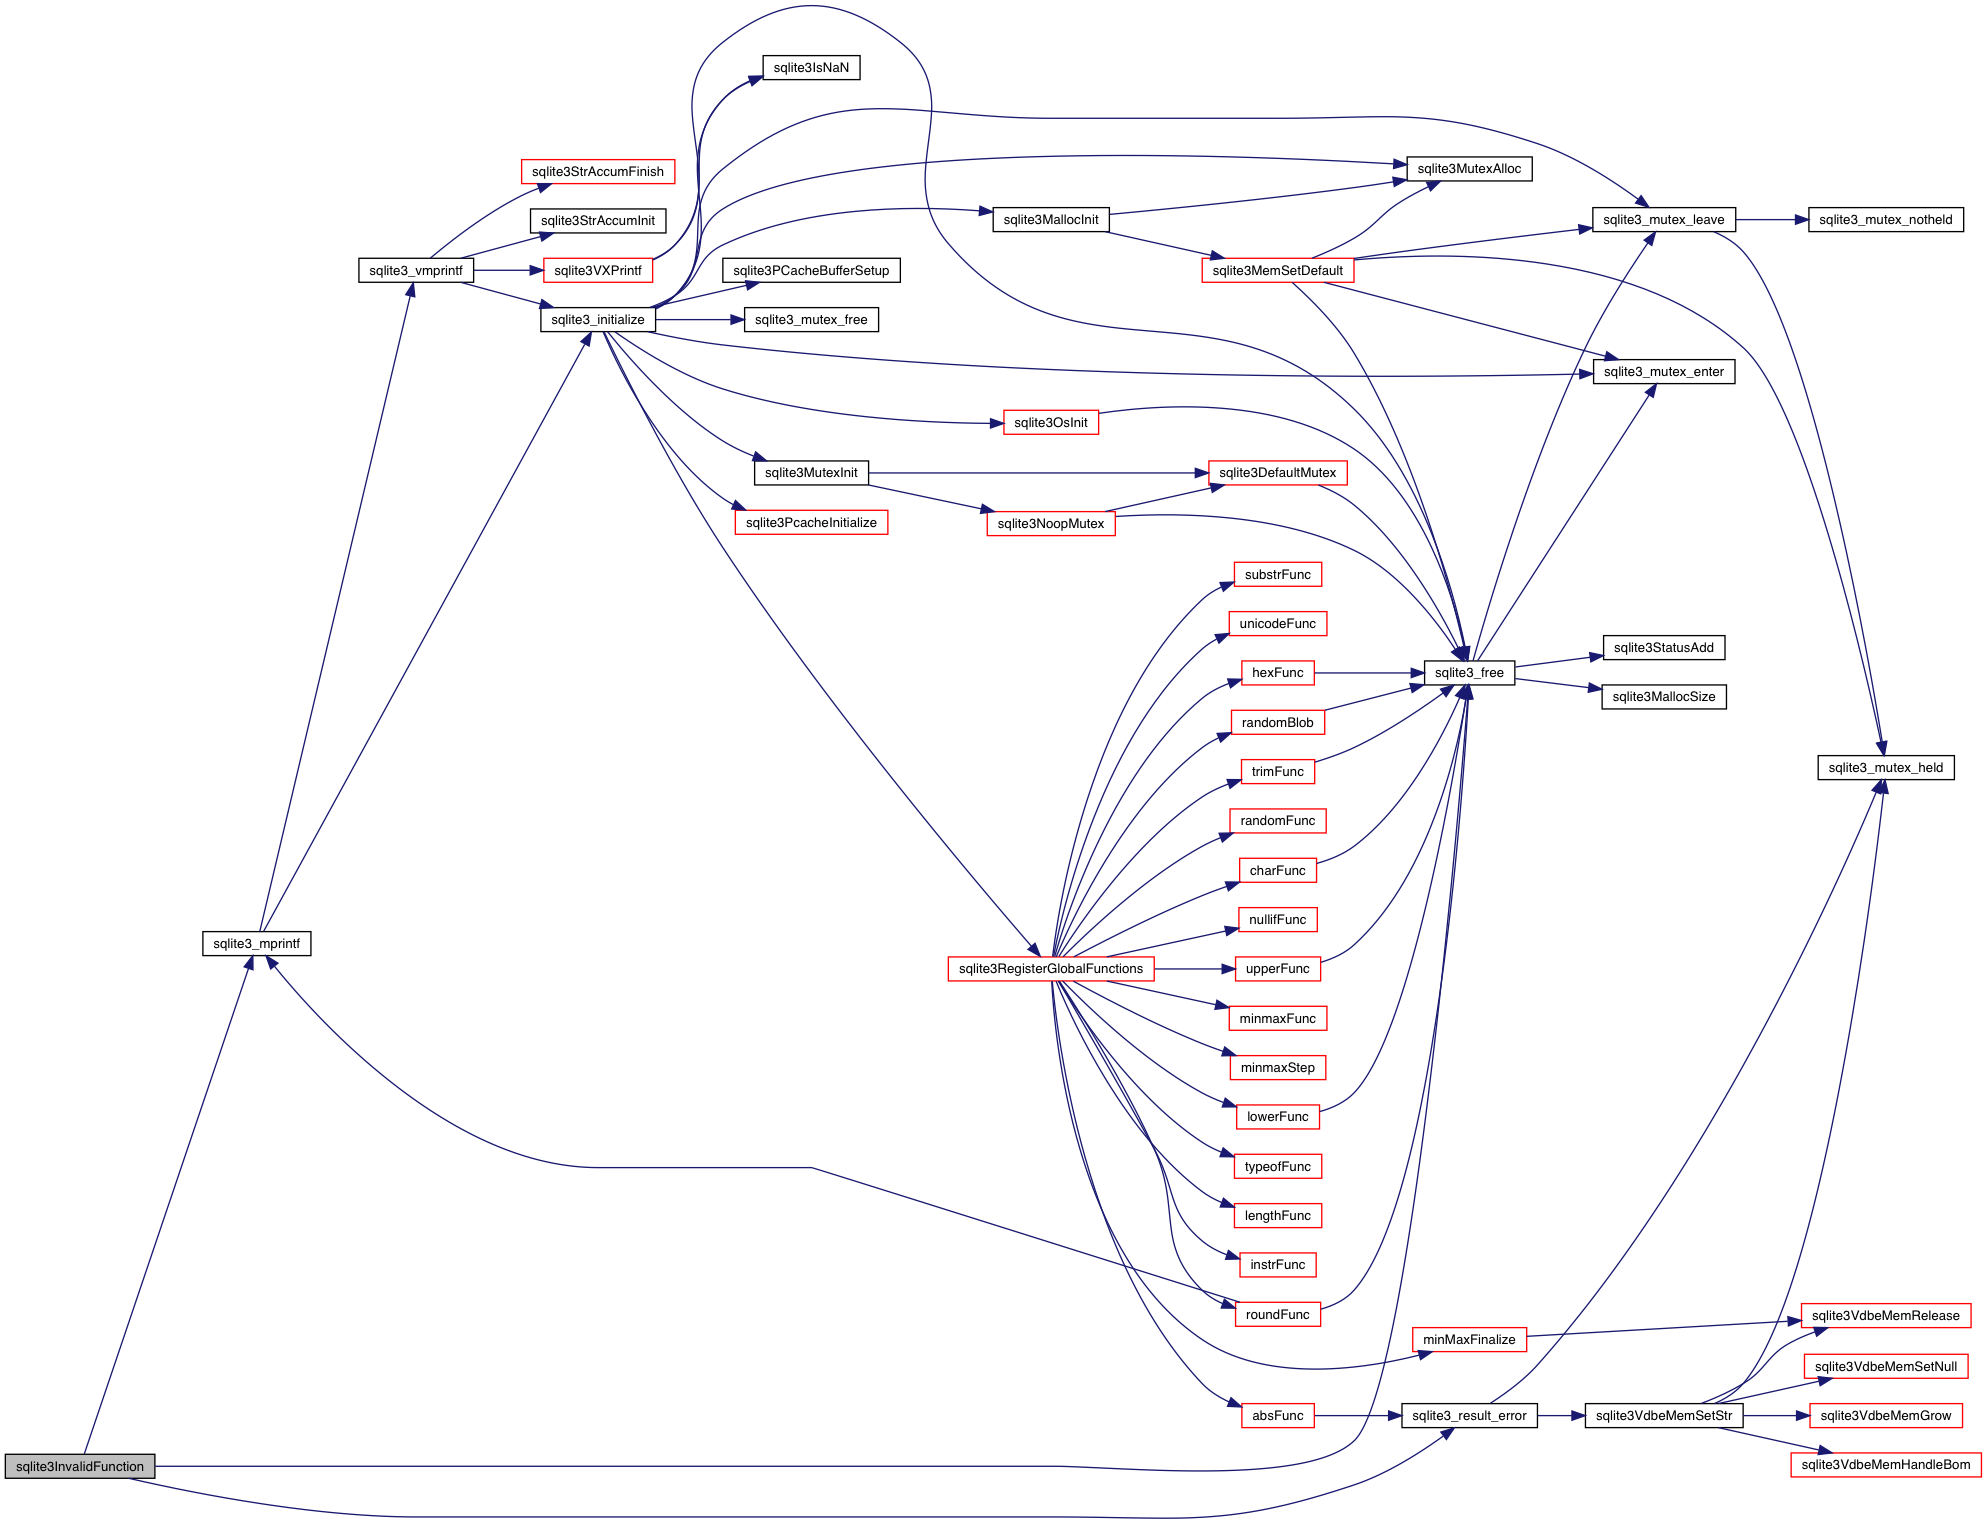 sqlite3IsNaN
sqlite3StrAccumFinish
sqlite3MutexAlloc
sqlite3StrAccumInit
sqlite3MallocInit
sqlite3_mutex_leave
sqlite3_mutex_notheld
sqlite3_vmprintf
sqlite3VXPrintf
sqlite3PCacheBufferSetup
sqlite3MemSetDefault
sqlite3_initialize
sqlite3_mutex_free
sqlite3_mutex_enter
sqlite3OsInit
sqlite3MutexInit
sqlite3DefaultMutex
sqlite3PcacheInitialize
sqlite3NoopMutex
substrFunc
unicodeFunc
sqlite3StatusAdd
hexFunc
sqlite3_free
sqlite3MallocSize
randomBlob
trimFunc
sqlite3_mutex_held
randomFunc
charFunc
nullifFunc
sqlite3_mprintf
sqlite3RegisterGlobalFunctions
upperFunc
minmaxFunc
minmaxStep
lowerFunc
typeofFunc
lengthFunc
instrFunc
roundFunc
sqlite3VdbeMemRelease
minMaxFinalize
sqlite3VdbeMemSetNull
absFunc
sqlite3_result_error
sqlite3VdbeMemSetStr
sqlite3VdbeMemGrow
sqlite3InvalidFunction
sqlite3VdbeMemHandleBom